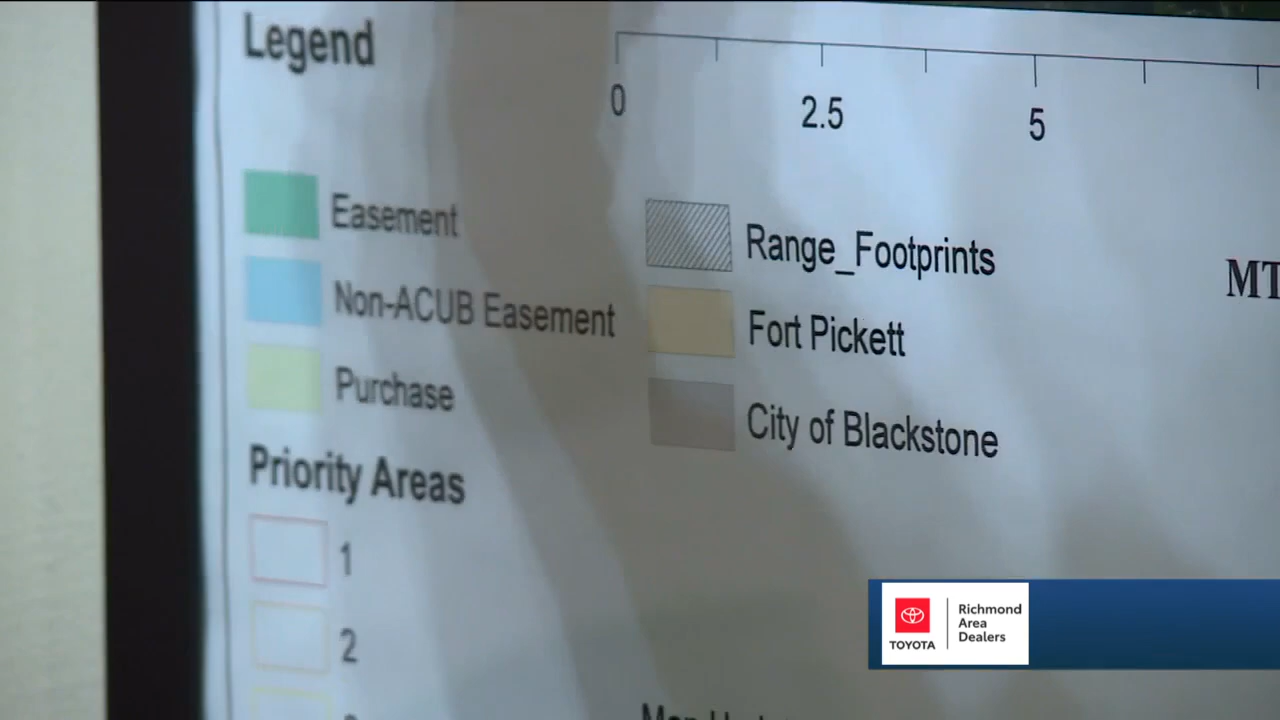 Legend
0
2.5
5
Easement
Non-ACUB Easement
Purchase
Range_Footprints
Fort Pickett
City of Blackstone
Priority Areas
1
2
TOYOTA
Richmond
Area
Dealers